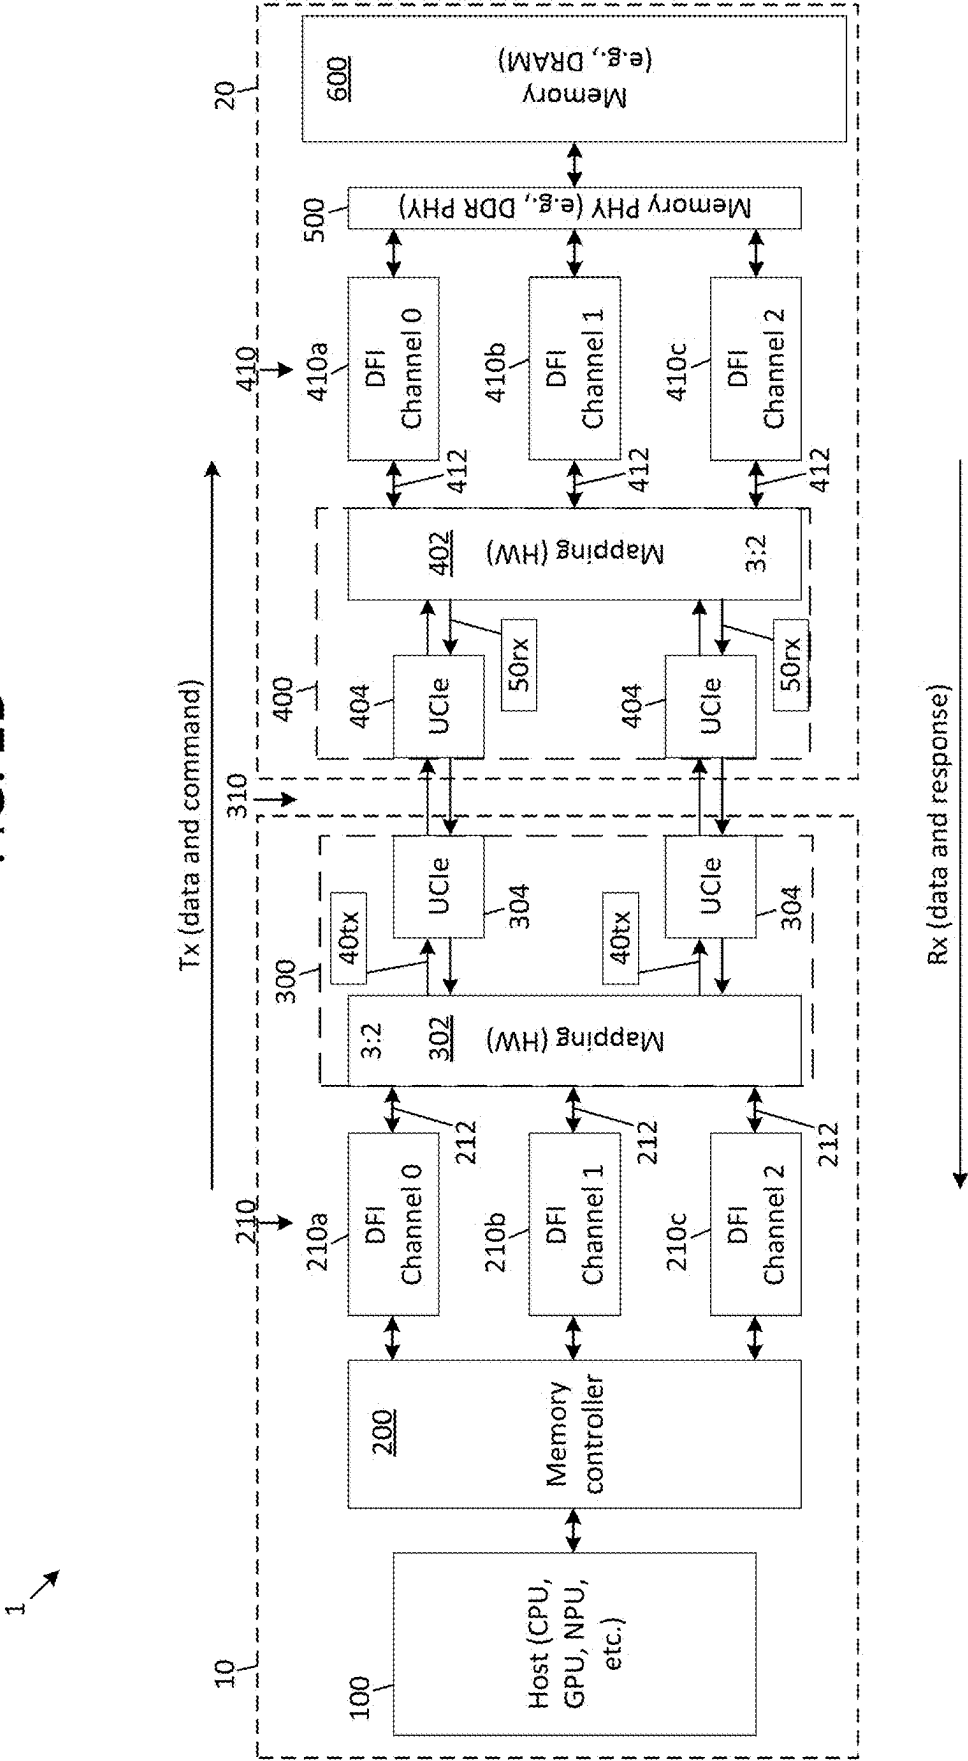 1
Tx (data and command)
Rx (data and response)
10
20
100
Host (CPU,
GPU, NPU,
etc.)
200
Memory
controller
210
210a
DFI
Channel 0
210b
DFI
Channel 1
210c
DFI
Channel 2
212
212
212
300
3:2
302
Mapping (HW)
40tx
40tx
UCIe
304
UCIe
304
310
400
404
UCIe
404
UCIe
50rx
50rx
402
Mapping (HW)
3:2
412
412
412
410
410a
DFI
Channel 0
410b
DFI
Channel 1
410c
DFI
Channel 2
500
Memory PHY (e.g., DDR PHY)
600
Memory
(e.g., DRAM)